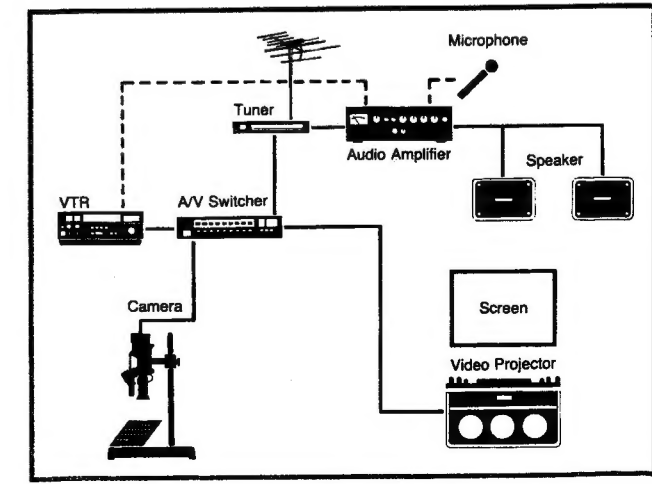 Microphone
Tuner
Audio Amplifier
Speaker
VTR
A/V Switcher
Camera
Screen
Video Projector